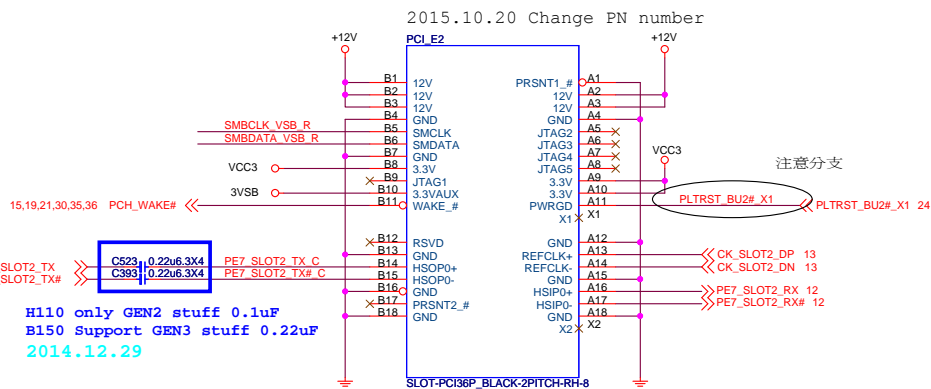 2015.10.20 Change PN number
+12V
PCI_E2
+12V
B1 12V PRSNT1_# A1
B2 12V 12V A2
B3 12V 12V A3
B4 GND GND A4
SMBCLK_VSB_R B5 SMCLK JTAG2 A5
SMBDATA_VSB_R B6 SMDATA JTAG3 A6
B7 GND JTAG4 A7
VCC3 B8 3.3V JTAG5 A8
VCC3
注意分支
B9 JTAG1 3.3V A9
3VSB B10 3.3VAUX 3.3V A10
15,19,21,30,35,36 PCH_WAKE# B11 WAKE_# PWRGD A11 PLTRST_BU2#_X1 PLTRST_BU2#_X1 24
X1 X1
B12 RSVD GND A12
B13 GND REFCLK+ A13 CK_SLOT2_DP 13
SLOT2_TX C523 0.22u6.3X4 PE7_SLOT2_TX_C B14 HSOP0+ REFCLK- A14 CK_SLOT2_DN 13
SLOT2_TX# C393 0.22u6.3X4 PE7_SLOT2_TX#_C B15 HSOP0- GND A15
B16 GND HSIP0+ A16 PE7_SLOT2_RX 12
B17 PRSNT2_# HSIP0- A17 PE7_SLOT2_RX# 12
B18 GND GND A18
X2 X2
H110 only GEN2 stuff 0.1uF
B150 Support GEN3 stuff 0.22uF
2014.12.29
SLOT-PCI36P_BLACK-2PITCH-RH-8